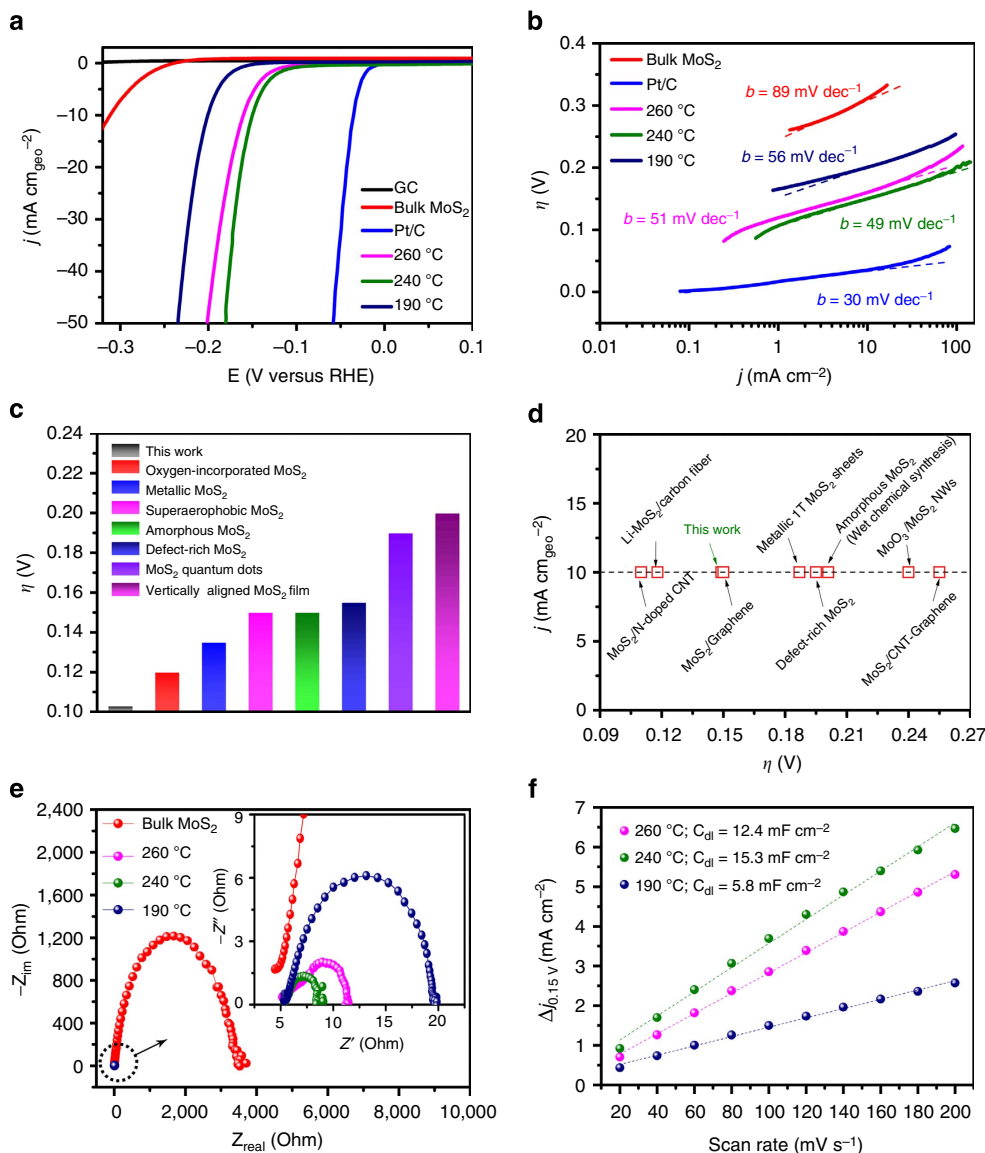 a
0
−10
−20
−30
−40
−50
j (mA cm_geo⁻²)
GC
Bulk MoS₂
Pt/C
260 °C
240 °C
190 °C
−0.3
−0.2
−0.1
0.0
0.1
E (V versus RHE)
b
0.4
0.3
0.2
0.1
0.0
η (V)
Bulk MoS₂
Pt/C
260 °C
240 °C
190 °C
b = 89 mV dec⁻¹
b = 56 mV dec⁻¹
b = 51 mV dec⁻¹
b = 49 mV dec⁻¹
b = 30 mV dec⁻¹
0.01
0.1
1
10
100
j (mA cm⁻²)
c
0.24
0.22
0.20
0.18
0.16
0.14
0.12
0.10
η (V)
This work
Oxygen-incorporated MoS₂
Metallic MoS₂
Superaerophobic MoS₂
Amorphous MoS₂
Defect-rich MoS₂
MoS₂ quantum dots
Vertically aligned MoS₂ film
d
20
15
10
5
0
j (mA cm_geo⁻²)
Li-MoS₂/carbon fiber
This work
Metallic 1T MoS₂ sheets
Amorphous MoS₂
(Wet chemical synthesis)
MoO₃/MoS₂ NWs
MoS₂/N-doped CNT
MoS₂/Graphene
Defect-rich MoS₂
MoS₂/CNT-Graphene
0.09
0.12
0.15
0.18
0.21
0.24
0.27
η (V)
e
2,400
2,000
1,600
1,200
800
400
0
−Z_im (Ohm)
Bulk MoS₂
260 °C
240 °C
190 °C
9
6
3
0
−Z″ (Ohm)
5
10
15
20
Z′ (Ohm)
0
2,000
4,000
6,000
8,000
10,000
Z_real (Ohm)
f
7
6
5
4
3
2
1
0
Δj_0.15 V (mA cm⁻²)
260 °C; C_dl = 12.4 mF cm⁻²
240 °C; C_dl = 15.3 mF cm⁻²
190 °C; C_dl = 5.8 mF cm⁻²
20
40
60
80
100
120
140
160
180
200
Scan rate (mV s⁻¹)